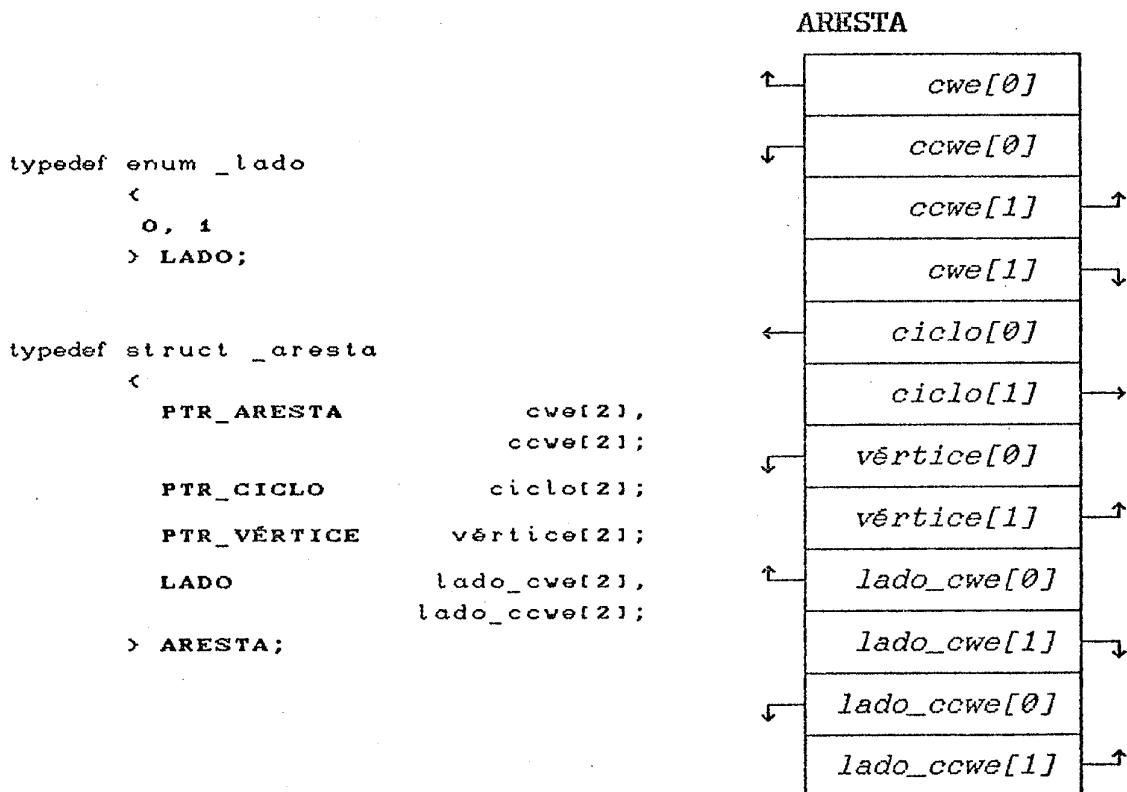 typedef enum _lado
{
0, 1
} LADO;
typedef struct _aresta
{
PTR_ARESTA cwe[2],
ccwe[2];
PTR_CICLO ciclo[2];
PTR_VÉRTICE vértice[2];
LADO lado_cwe[2],
lado_ccwe[2];
} ARESTA;
ARESTA
cwe[0]
ccwe[0]
ccwe[1]
cwe[1]
ciclo[0]
ciclo[1]
vértice[0]
vértice[1]
lado_cwe[0]
lado_cwe[1]
lado_ccwe[0]
lado_ccwe[1]